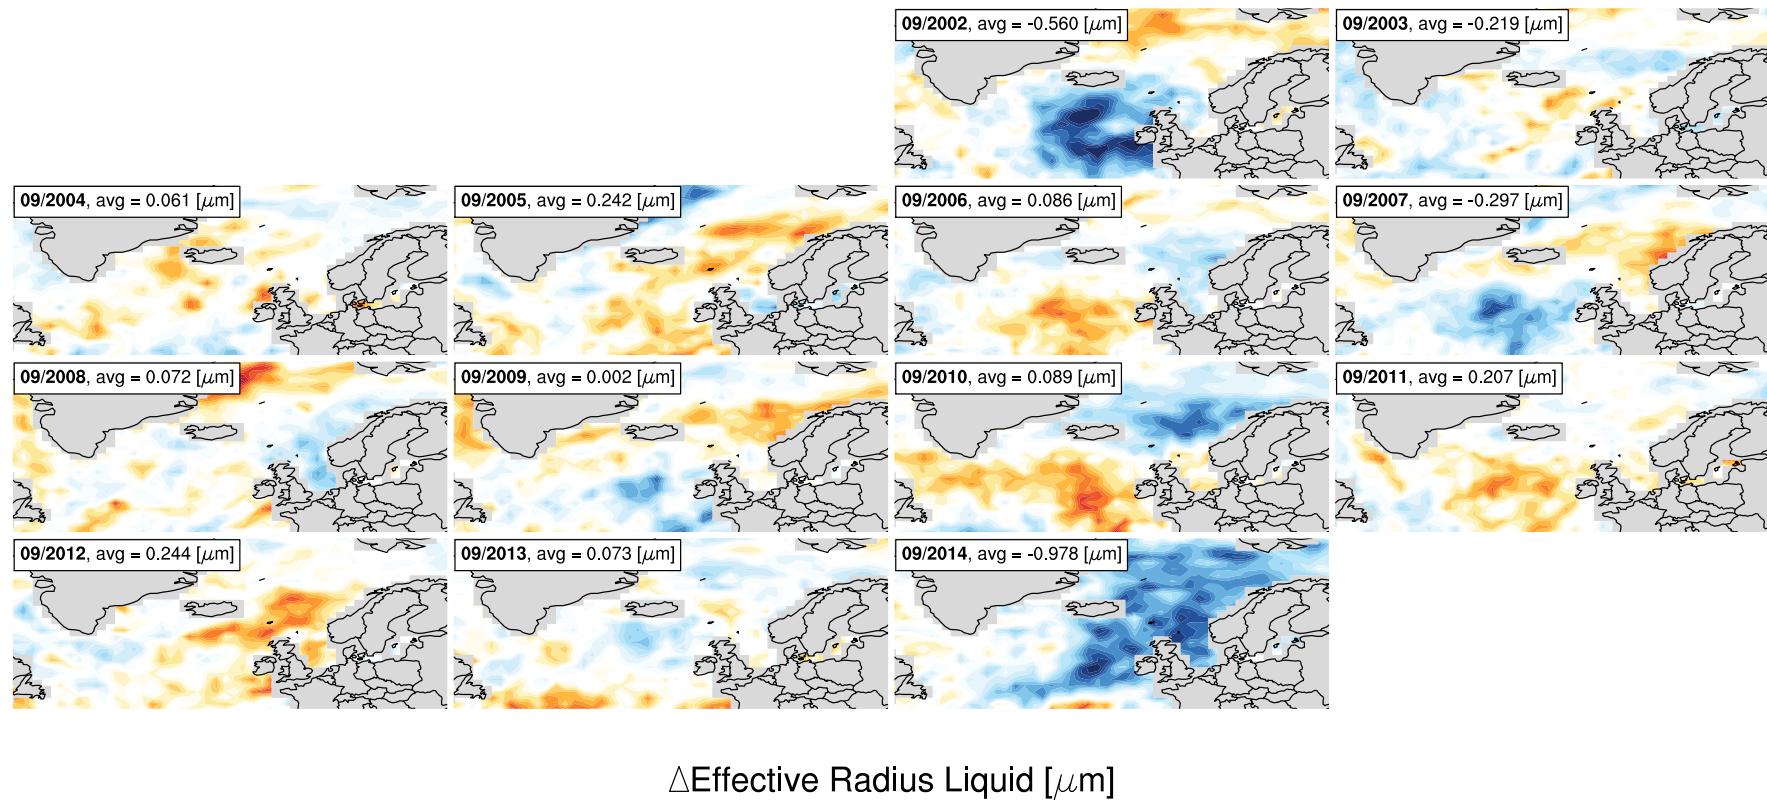 09/2002, avg = -0.560 [μm]
09/2003, avg = -0.219 [μm]
09/2004, avg = 0.061 [μm]
09/2005, avg = 0.242 [μm]
09/2006, avg = 0.086 [μm]
09/2007, avg = -0.297 [μm]
09/2008, avg = 0.072 [μm]
09/2009, avg = 0.002 [μm]
09/2010, avg = 0.089 [μm]
09/2011, avg = 0.207 [μm]
09/2012, avg = 0.244 [μm]
09/2013, avg = 0.073 [μm]
09/2014, avg = -0.978 [μm]
△Effective Radius Liquid [μm]